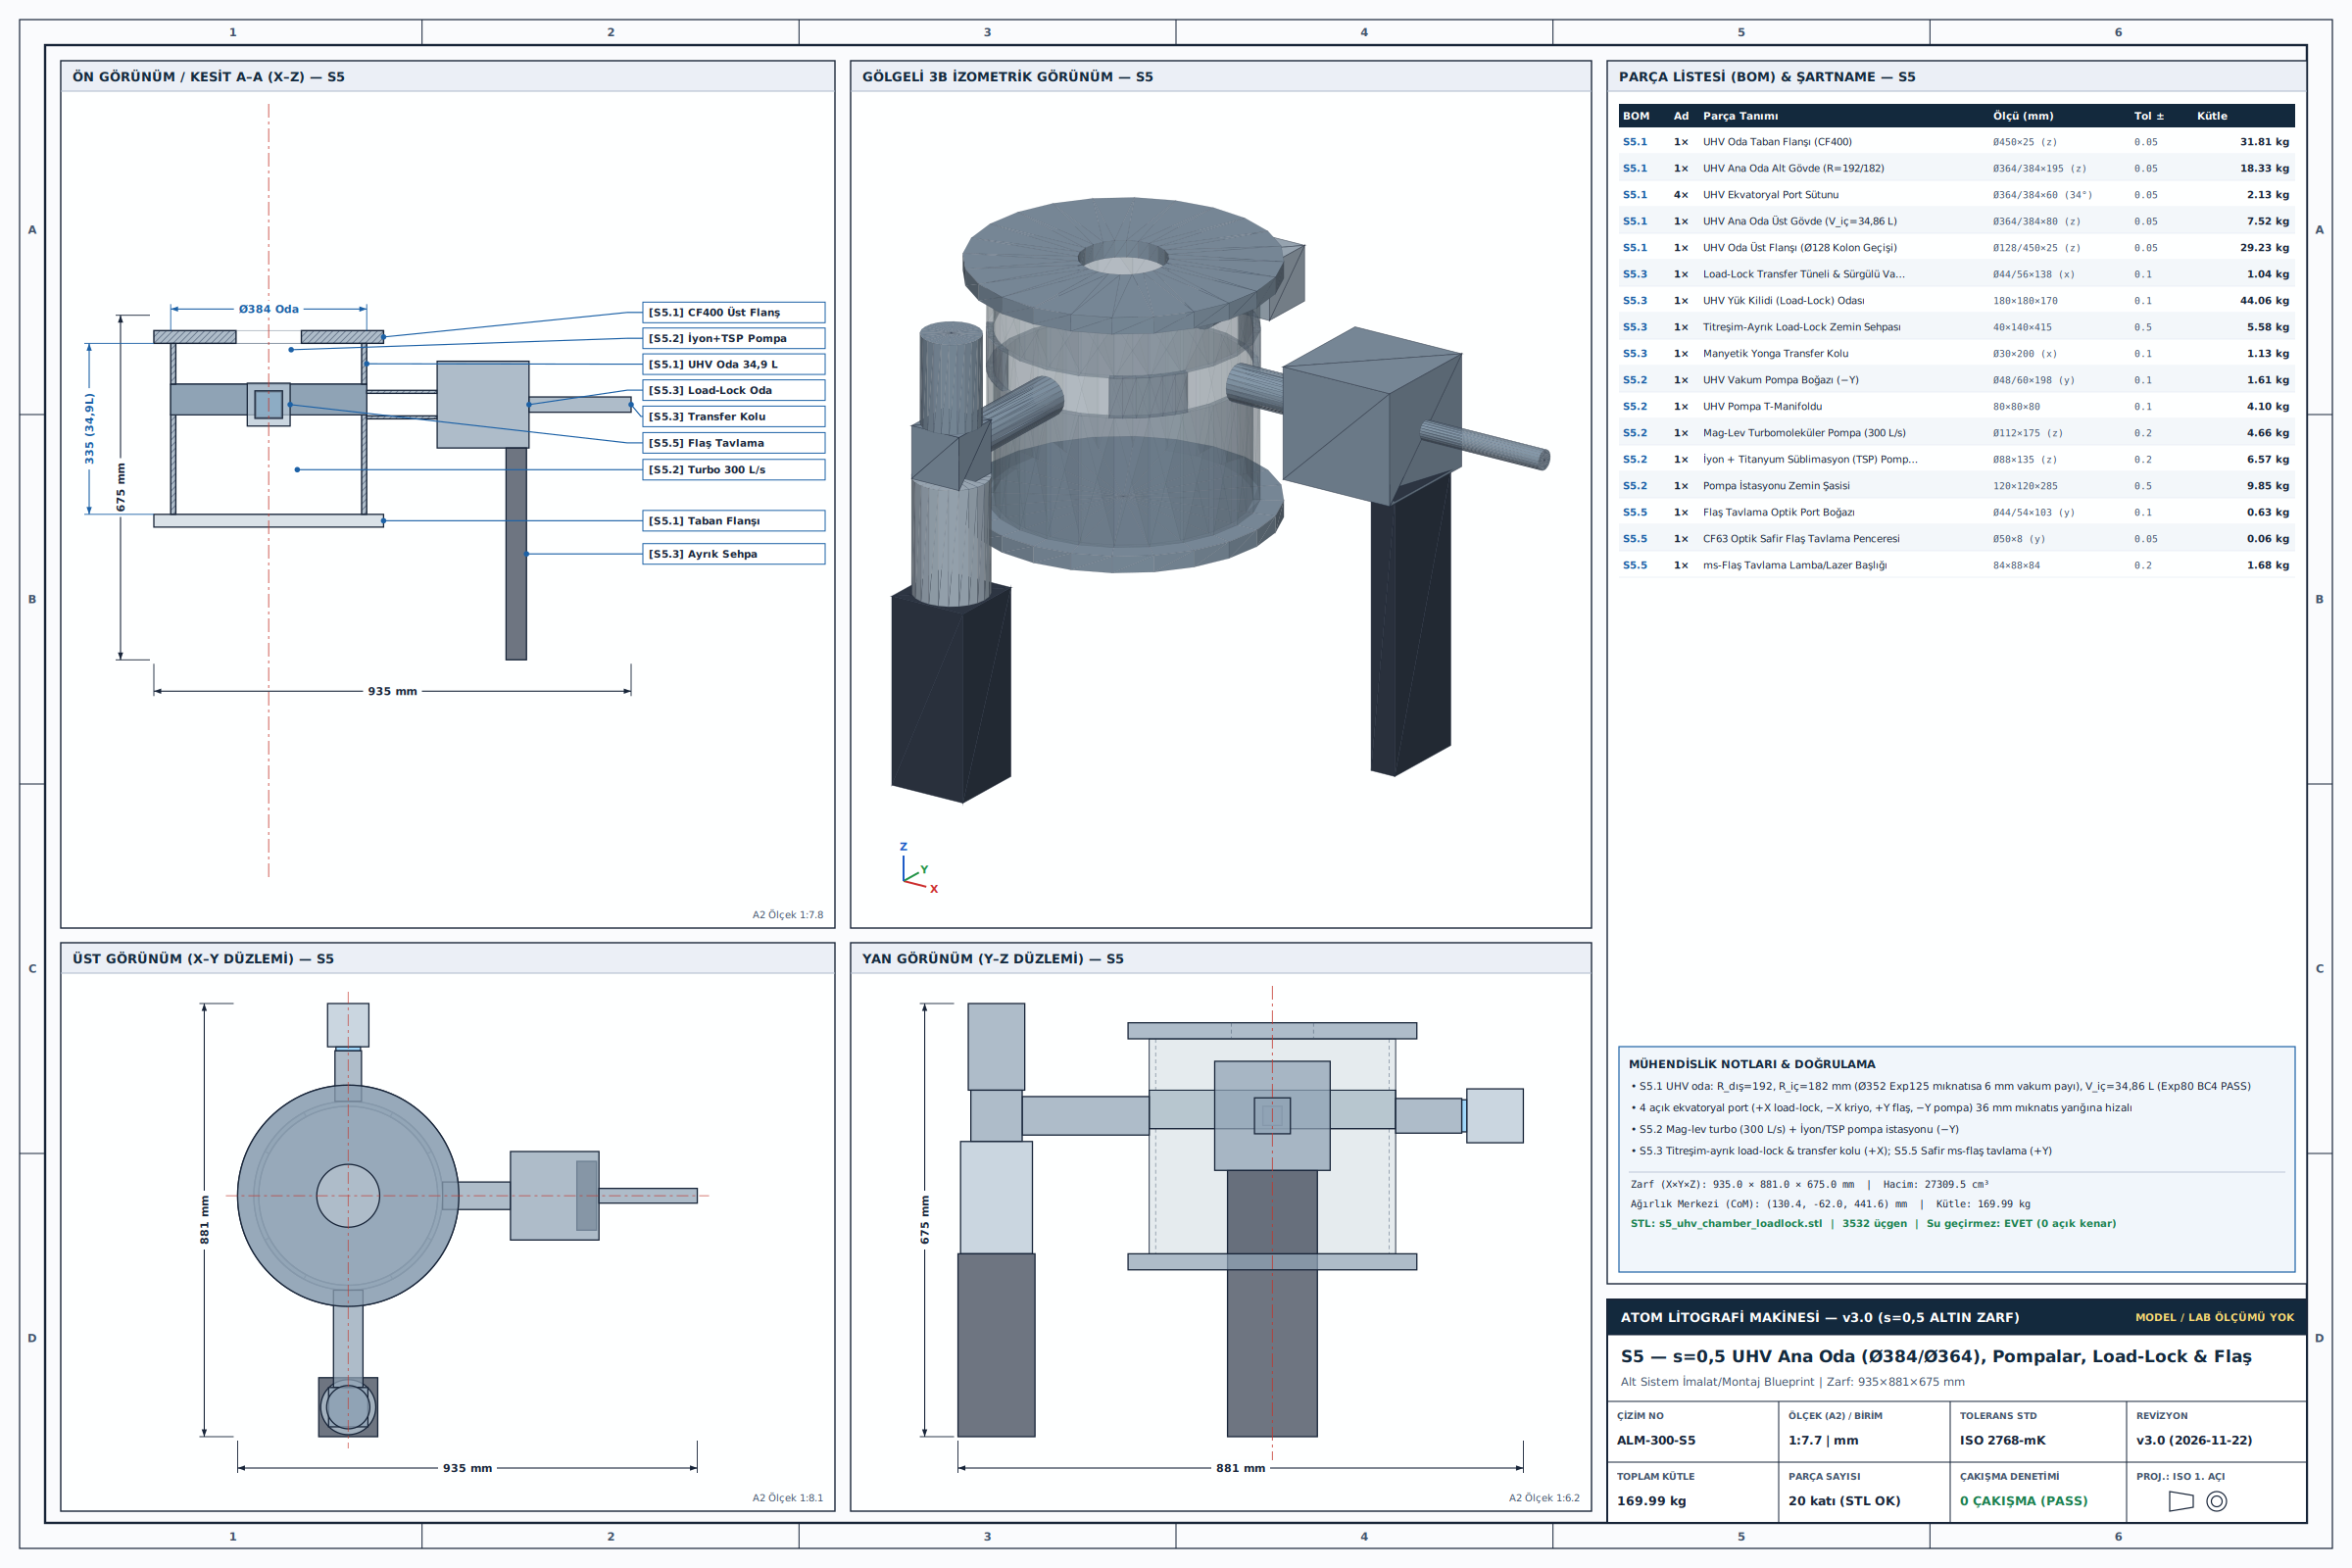 1 2 3 4 5 6
A
B
C
D
ÖN GÖRÜNÜM / KESİT A–A (X–Z) — S5
Ø384 Oda
335 (34,9L)
675 mm
935 mm
[S5.1] CF400 Üst Flanş
[S5.2] İyon+TSP Pompa
[S5.1] UHV Oda 34,9 L
[S5.3] Load-Lock Oda
[S5.3] Transfer Kolu
[S5.5] Flaş Tavlama
[S5.2] Turbo 300 L/s
[S5.1] Taban Flanşı
[S5.3] Ayrık Sehpa
A2 Ölçek 1:7.8
GÖLGELİ 3B İZOMETRİK GÖRÜNÜM — S5
Z
Y
X
ÜST GÖRÜNÜM (X–Y DÜZLEMİ) — S5
881 mm
935 mm
A2 Ölçek 1:8.1
YAN GÖRÜNÜM (Y–Z DÜZLEMİ) — S5
675 mm
881 mm
A2 Ölçek 1:6.2
PARÇA LİSTESİ (BOM) & ŞARTNAME — S5
BOM Ad Parça Tanımı Ölçü (mm) Tol ± Kütle
S5.1 1× UHV Oda Taban Flanşı (CF400) Ø450×25 (z) 0.05 31.81 kg
S5.1 1× UHV Ana Oda Alt Gövde (R=192/182) Ø364/384×195 (z) 0.05 18.33 kg
S5.1 4× UHV Ekvatoryal Port Sütunu Ø364/384×60 (34°) 0.05 2.13 kg
S5.1 1× UHV Ana Oda Üst Gövde (V_iç=34,86 L) Ø364/384×80 (z) 0.05 7.52 kg
S5.1 1× UHV Oda Üst Flanşı (Ø128 Kolon Geçişi) Ø128/450×25 (z) 0.05 29.23 kg
S5.3 1× Load-Lock Transfer Tüneli & Sürgülü Va… Ø44/56×138 (x) 0.1 1.04 kg
S5.3 1× UHV Yük Kilidi (Load-Lock) Odası 180×180×170 0.1 44.06 kg
S5.3 1× Titreşim-Ayrık Load-Lock Zemin Sehpası 40×140×415 0.5 5.58 kg
S5.3 1× Manyetik Yonga Transfer Kolu Ø30×200 (x) 0.1 1.13 kg
S5.2 1× UHV Vakum Pompa Boğazı (−Y) Ø48/60×198 (y) 0.1 1.61 kg
S5.2 1× UHV Pompa T-Manifoldu 80×80×80 0.1 4.10 kg
S5.2 1× Mag-Lev Turbomoleküler Pompa (300 L/s) Ø112×175 (z) 0.2 4.66 kg
S5.2 1× İyon + Titanyum Süblimasyon (TSP) Pomp… Ø88×135 (z) 0.2 6.57 kg
S5.2 1× Pompa İstasyonu Zemin Şasisi 120×120×285 0.5 9.85 kg
S5.5 1× Flaş Tavlama Optik Port Boğazı Ø44/54×103 (y) 0.1 0.63 kg
S5.5 1× CF63 Optik Safir Flaş Tavlama Penceresi Ø50×8 (y) 0.05 0.06 kg
S5.5 1× ms-Flaş Tavlama Lamba/Lazer Başlığı 84×88×84 0.2 1.68 kg
MÜHENDİSLİK NOTLARI & DOĞRULAMA
• S5.1 UHV oda: R_dış=192, R_iç=182 mm (Ø352 Exp125 mıknatısa 6 mm vakum payı), V_iç=34,86 L (Exp80 BC4 PASS)
• 4 açık ekvatoryal port (+X load-lock, −X kriyo, +Y flaş, −Y pompa) 36 mm mıknatıs yarığına hizalı
• S5.2 Mag-lev turbo (300 L/s) + İyon/TSP pompa istasyonu (−Y)
• S5.3 Titreşim-ayrık load-lock & transfer kolu (+X); S5.5 Safir ms-flaş tavlama (+Y)
Zarf (X×Y×Z): 935.0 × 881.0 × 675.0 mm | Hacim: 27309.5 cm³
Ağırlık Merkezi (CoM): (130.4, -62.0, 441.6) mm | Kütle: 169.99 kg
STL: s5_uhv_chamber_loadlock.stl | 3532 üçgen | Su geçirmez: EVET (0 açık kenar)
ATOM LİTOGRAFİ MAKİNESİ — v3.0 (s=0,5 ALTIN ZARF) MODEL / LAB ÖLÇÜMÜ YOK
S5 — s=0,5 UHV Ana Oda (Ø384/Ø364), Pompalar, Load-Lock & Flaş
Alt Sistem İmalat/Montaj Blueprint | Zarf: 935×881×675 mm
ÇİZİM NO ÖLÇEK (A2) / BİRİM TOLERANS STD REVİZYON
ALM-300-S5 1:7.7 | mm ISO 2768-mK v3.0 (2026-11-22)
TOPLAM KÜTLE PARÇA SAYISI ÇAKIŞMA DENETİMİ PROJ.: ISO 1. AÇI
169.99 kg 20 katı (STL OK) 0 ÇAKIŞMA (PASS)
A
B
C
D
1 2 3 4 5 6